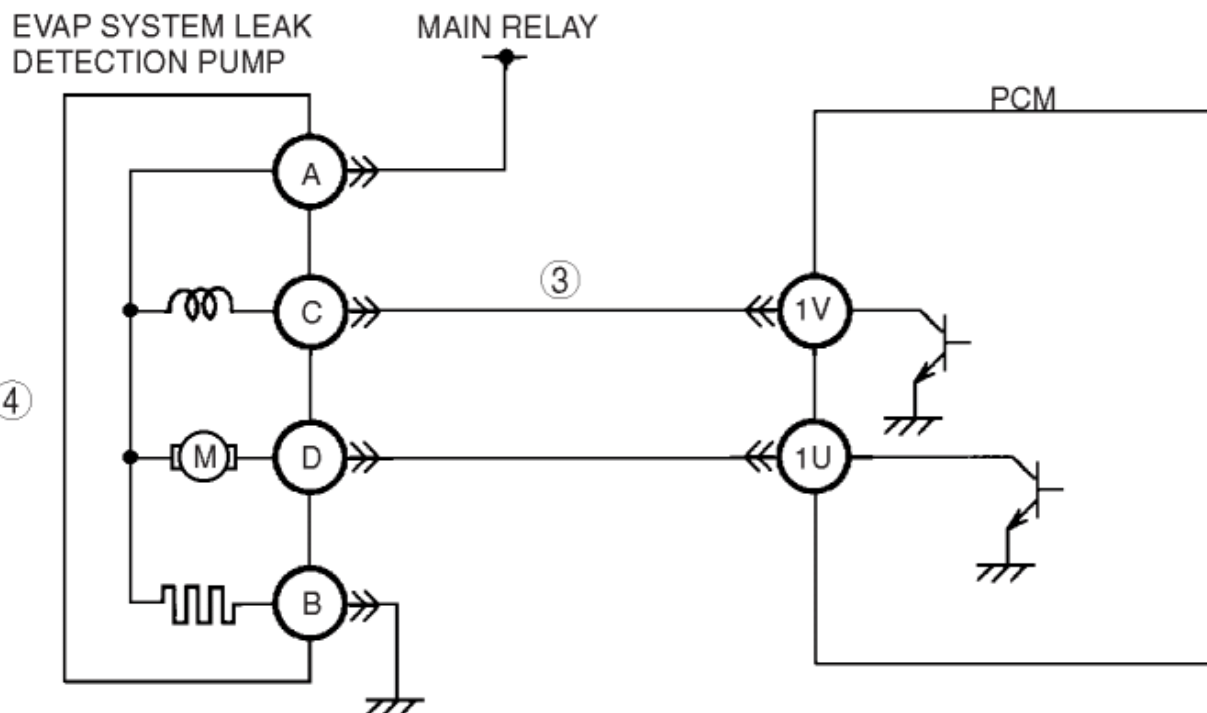 EVAP SYSTEM LEAK
DETECTION PUMP
MAIN RELAY
PCM
A
C
③
1V
④
M
D
1U
B